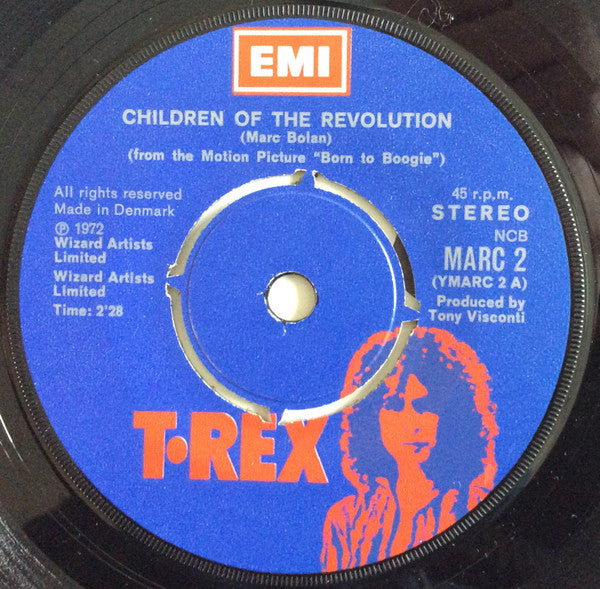 EMI
CHILDREN OF THE REVOLUTION
(Marc Bolan)
(from the Motion Picture "Born to Boogie")
All rights reserved
Made in Denmark
℗ 1972
Wizard Artists
Limited
Wizard Artists
Limited
Time: 2'28
45 r.p.m.
STEREO
NCB
MARC 2
(YMARC 2 A)
Produced by
Tony Visconti
T•REX